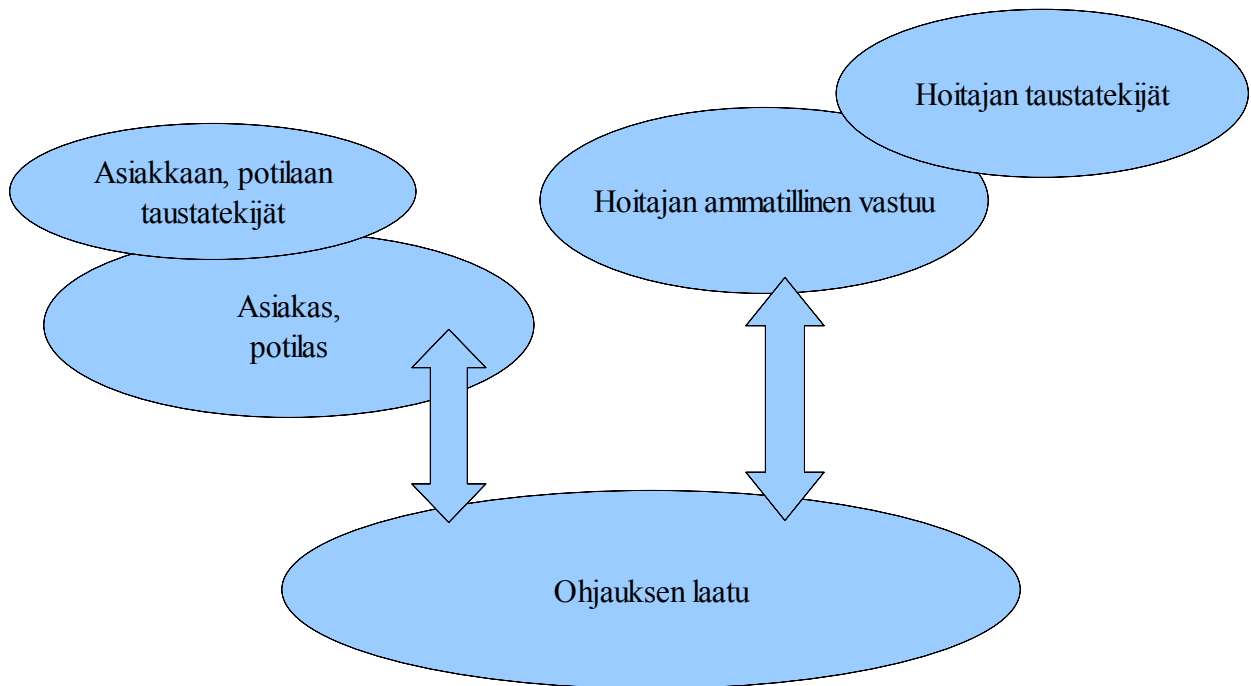 Hoitajan taustatekijät
Asiakkaan, potilaan
taustatekijät
Hoitajan ammatillinen vastuu
Asiakas,
potilas
Ohjauksen laatu